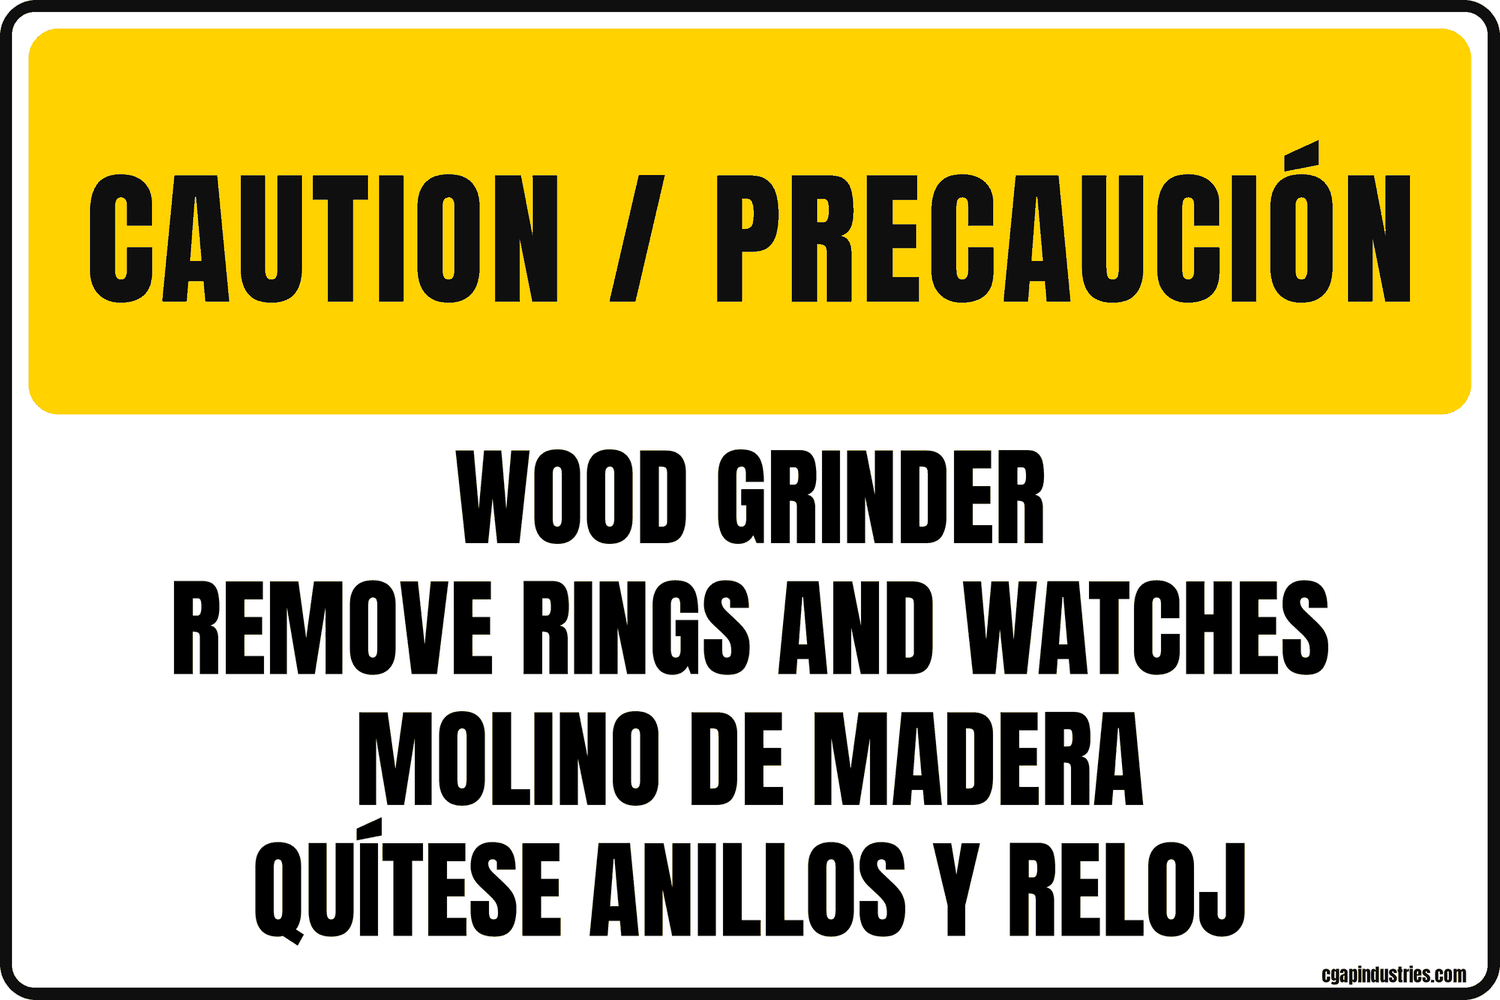 CAUTION / PRECAUCIÓN
WOOD GRINDER
REMOVE RINGS AND WATCHES
MOLINO DE MADERA
QUÍTESE ANILLOS Y RELOJ
cgapindustries.com